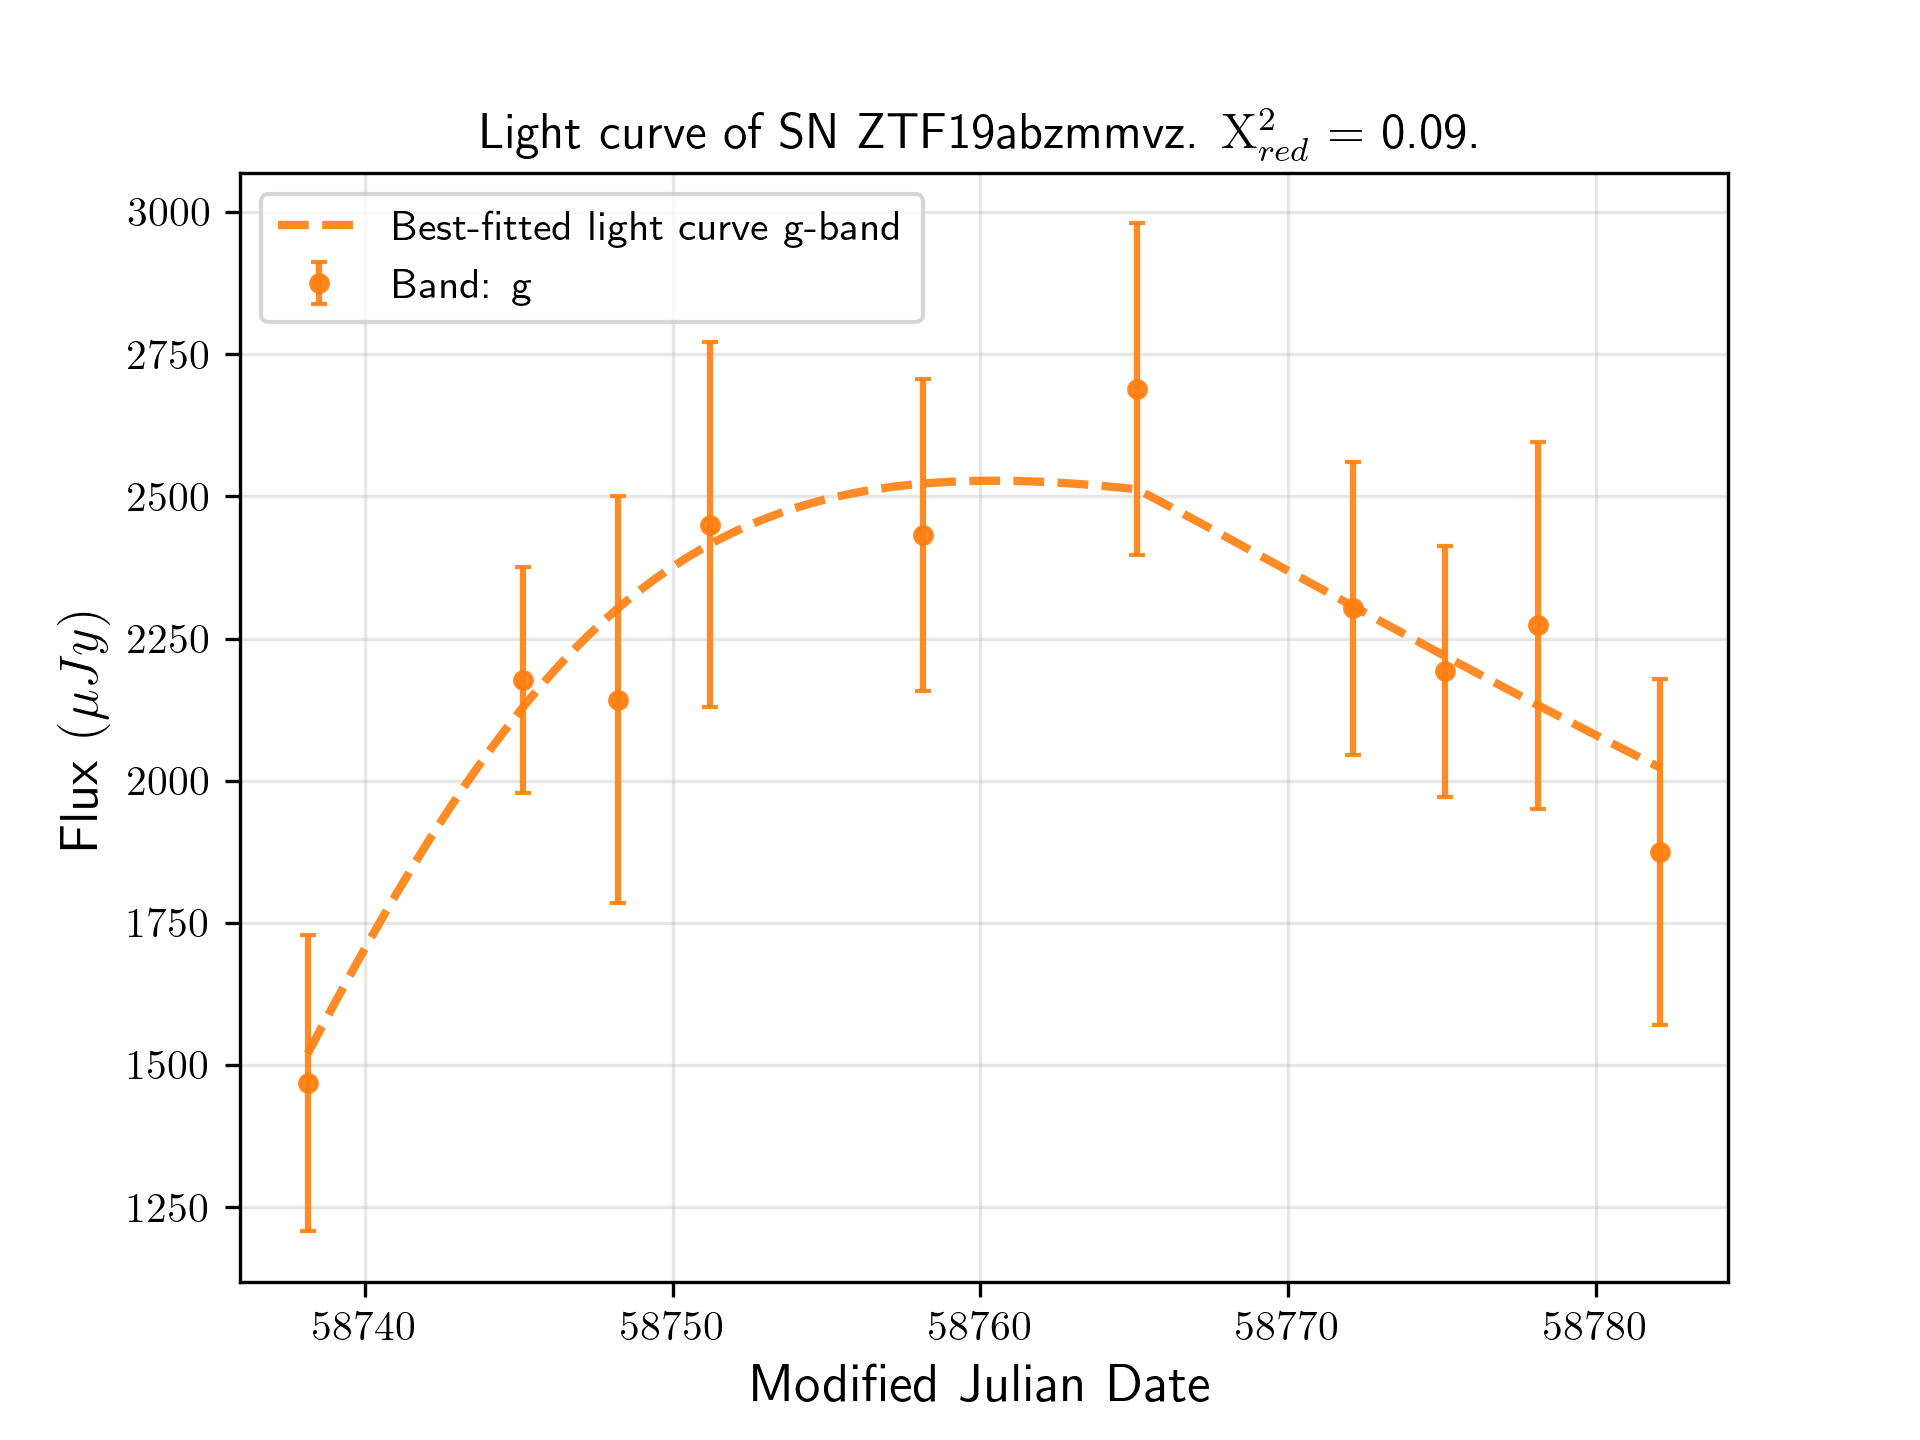 Light curve of SN ZTF19abzmmvz. X²_red = 0.09.
Best-fitted light curve g-band
Band: g
3000
2750
2500
2250
2000
1750
1500
1250
Flux (μJy)
58740 58750 58760 58770 58780
Modified Julian Date